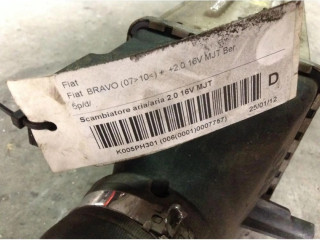 Fiat
Fiat BRAVO (07>10<) + +2.0 16V MJT Ber.
5p/d/
Scambiatore aria/aria 2.0 16V MJT
D
K005PH301 (006(0001)0007757)
25/01/12